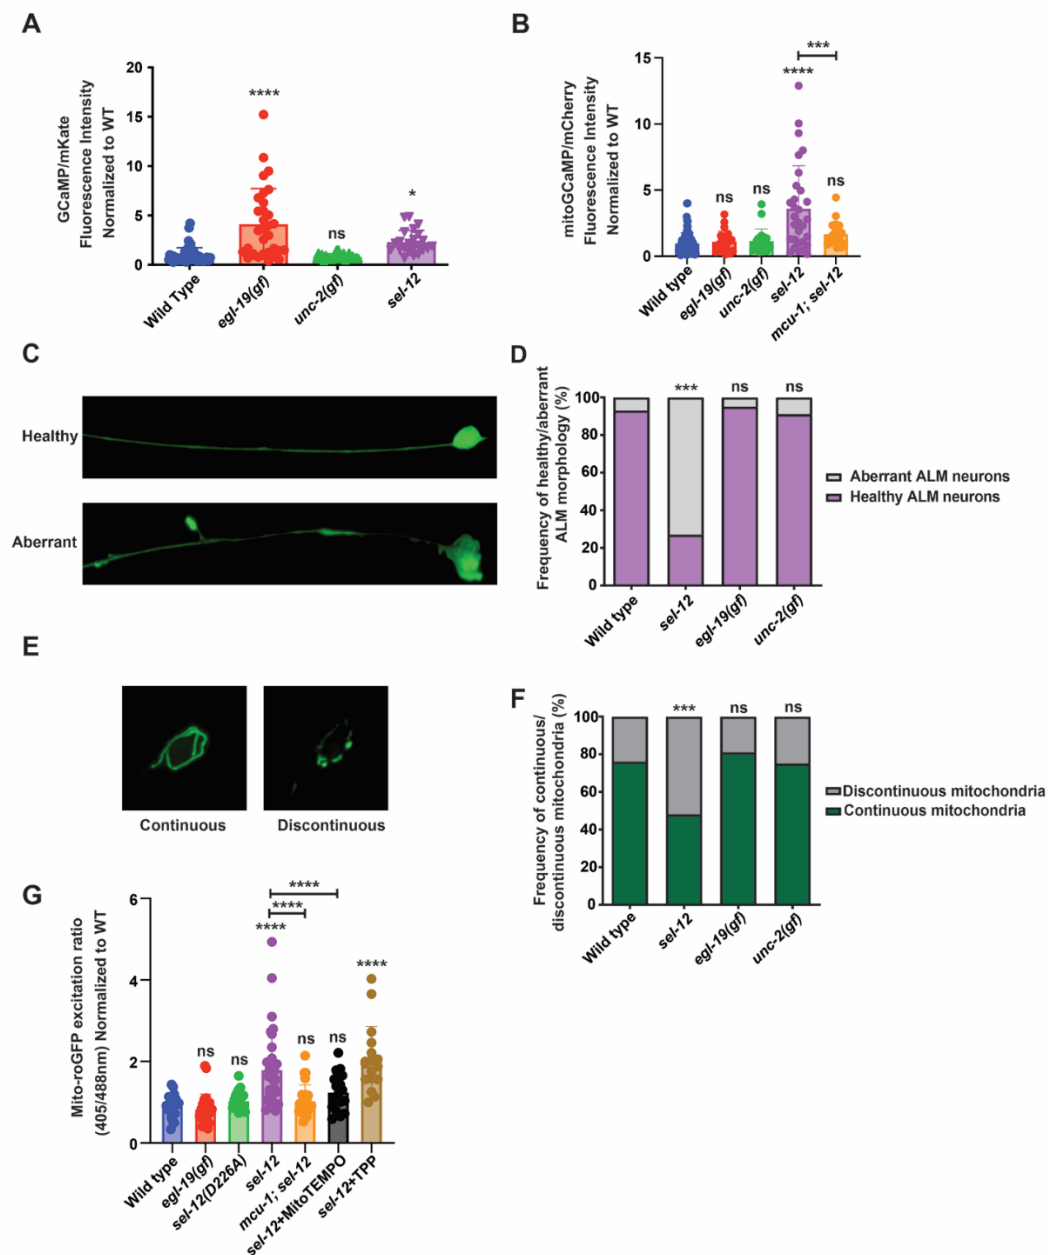 A
GCaMP/mKate
Fluorescence Intensity
Normalized to WT
20
15
10
5
0
****
ns
*
Wild Type
egl-19(gf)
unc-2(gf)
sel-12
B
mitoGCaMP/mCherry
Fluorescence Intensity
Normalized to WT
15
10
5
0
***
****
ns
ns
ns
Wild type
egl-19(gf)
unc-2(gf)
sel-12
mcu-1; sel-12
C
Healthy
Aberrant
D
Frequency of healthy/aberrant
ALM morphology (%)
100
80
60
40
20
0
***
ns
ns
Wild type
sel-12
egl-19(gf)
unc-2(gf)
Aberrant ALM neurons
Healthy ALM neurons
E
Continuous
Discontinuous
F
Frequency of continuous/
discontinuous mitochondria (%)
100
80
60
40
20
0
***
ns
ns
Wild type
sel-12
egl-19(gf)
unc-2(gf)
Discontinuous mitochondria
Continuous mitochondria
G
Mito-roGFP excitation ratio
(405/488nm) Normalized to WT
6
4
2
0
****
****
****
****
ns
ns
ns
ns
Wild type
egl-19(gf)
sel-12(D226A)
sel-12
mcu-1; sel-12
sel-12+MitoTEMPO
sel-12+TPP